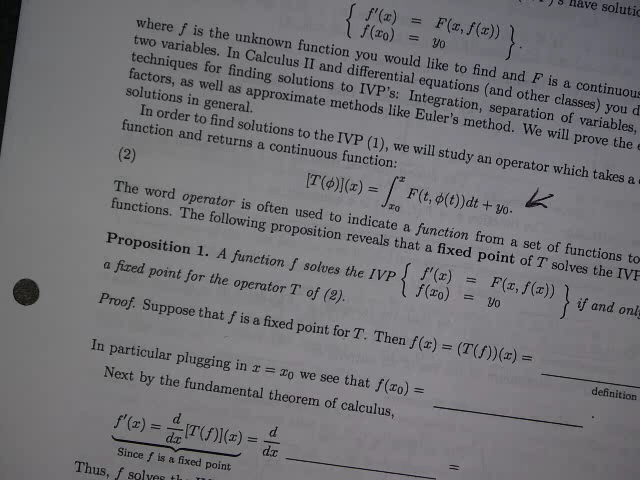 's have solutio
{ f'(x) = F(x, f(x))
f(x₀) = y₀ }.
where f is the unknown function you would like to find and F is a continuous
two variables. In Calculus II and differential equations (and other classes) you d
techniques for finding solutions to IVP's: Integration, separation of variables,
factors, as well as approximate methods like Euler's method. We will prove the e
solutions in general.
In order to find solutions to the IVP (1), we will study an operator which takes a
function and returns a continuous function:
(2) [T(ϕ)](x) = ∫ₓ₀ˣ F(t, ϕ(t))dt + y₀.
The word operator is often used to indicate a function from a set of functions to
functions. The following proposition reveals that a fixed point of T solves the IVP
Proposition 1. A function f solves the IVP { f'(x) = F(x, f(x))
f(x₀) = y₀ } if and only
a fixed point for the operator T of (2).
Proof. Suppose that f is a fixed point for T. Then f(x) = (T(f))(x) =
definition
In particular plugging in x = x₀ we see that f(x₀) = .
Next by the fundamental theorem of calculus,
f'(x) = d/dx [T(f)](x) = d/dx =
Since f is a fixed point
Thus, f solves the